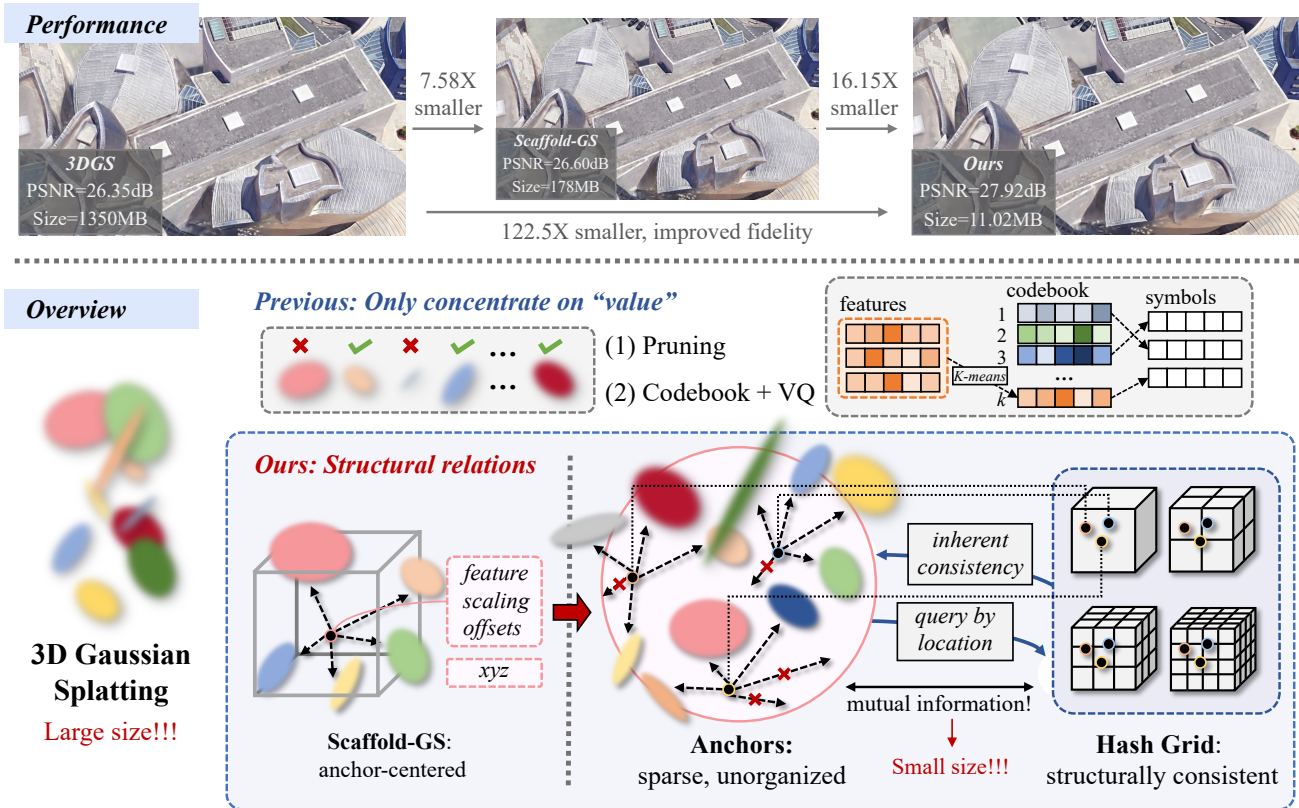 Performance
3DGS
PSNR=26.35dB
Size=1350MB
7.58X
smaller
Scaffold-GS
PSNR=26.60dB
Size=178MB
16.15X
smaller
Ours
PSNR=27.92dB
Size=11.02MB
122.5X smaller, improved fidelity
Overview
Previous: Only concentrate on “value”
(1) Pruning
(2) Codebook + VQ
features
codebook
symbols
1
2
3
...
k
K-means
3D Gaussian
Splatting
Large size!!!
Ours: Structural relations
feature
scaling
offsets
xyz
Scaffold-GS:
anchor-centered
Anchors:
sparse, unorganized
inherent
consistency
query by
location
mutual information!
Small size!!!
Hash Grid:
structurally consistent